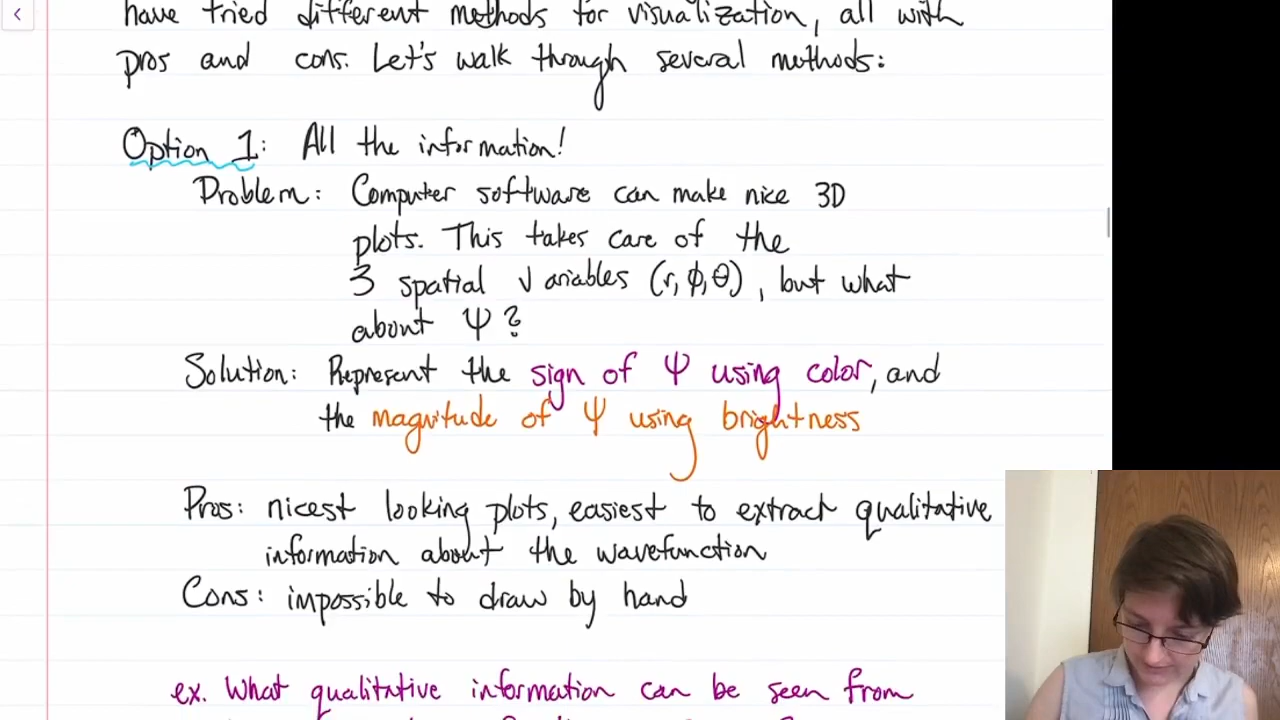 have tried different methods for visualization, all with
pros and cons. Let's walk through several methods:
Option 1: All the information!
Problem: Computer software can make nice 3D
plots. This takes care of the
3 spatial variables (r, ϕ, θ), but what
about Ψ?
Solution: Represent the sign of Ψ using color, and
the magnitude of Ψ using brightness
Pros: nicest looking plots, easiest to extract qualitative
information about the wavefunction
Cons: impossible to draw by hand
ex. What qualitative information can be seen from